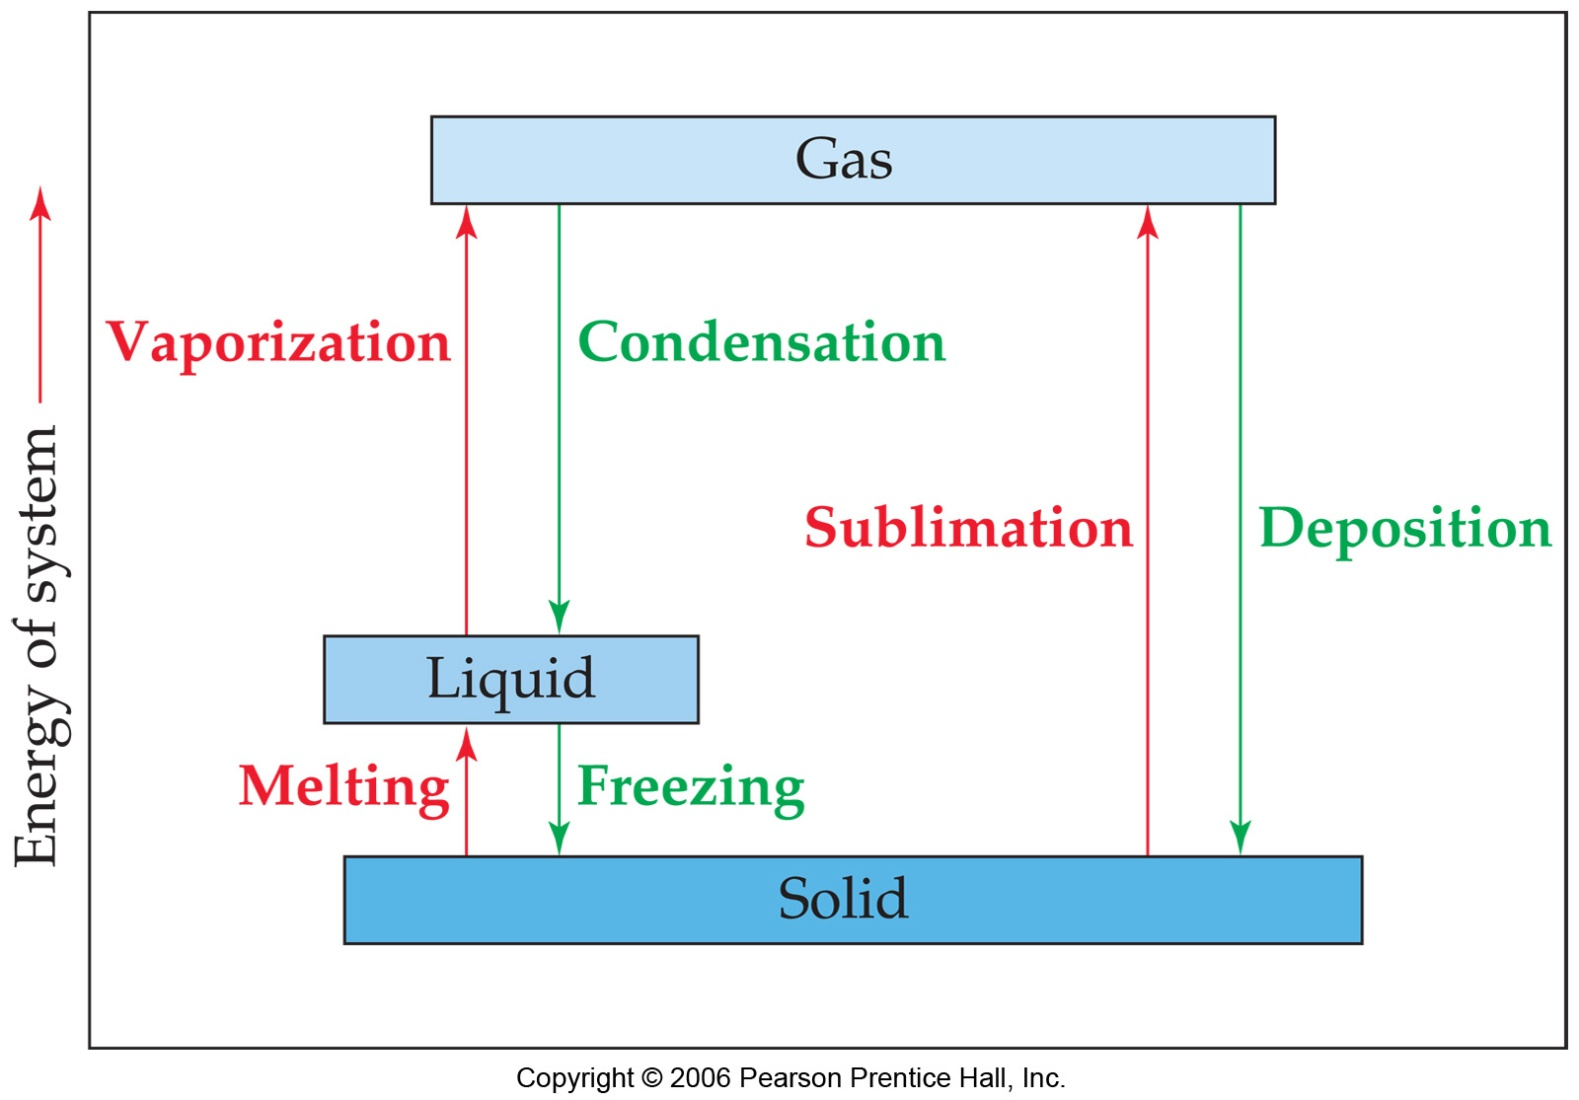 Gas
Vaporization
Condensation
Sublimation
Deposition
Energy of system
Liquid
Melting
Freezing
Solid
Copyright © 2006 Pearson Prentice Hall, Inc.